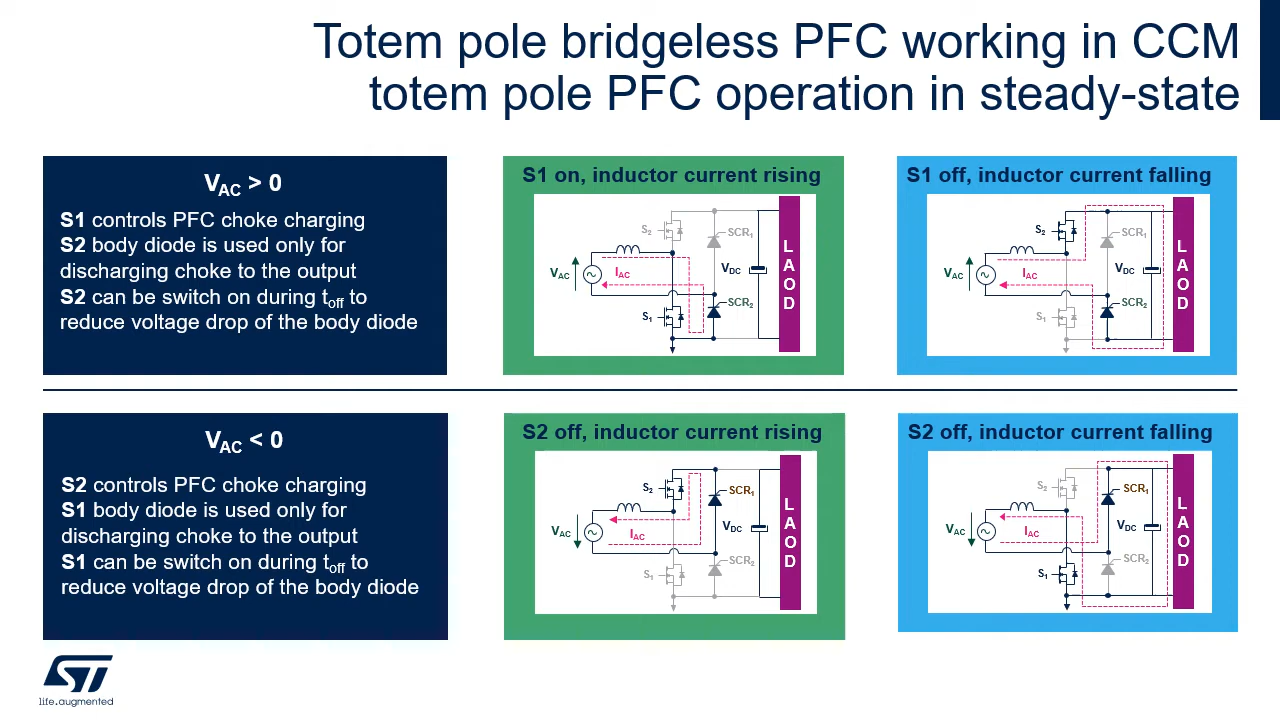 Totem pole bridgeless PFC working in CCM
totem pole PFC operation in steady-state
VAC > 0
S1 controls PFC choke charging
S2 body diode is used only for
discharging choke to the output
S2 can be switch on during toff to
reduce voltage drop of the body diode
S1 on, inductor current rising
S2
SCR1
VAC
IAC
VDC
S1
SCR2
L
A
O
D
S1 off, inductor current falling
S2
SCR1
VAC
IAC
VDC
S1
SCR2
L
A
O
D
VAC < 0
S2 controls PFC choke charging
S1 body diode is used only for
discharging choke to the output
S1 can be switch on during toff to
reduce voltage drop of the body diode
S2 off, inductor current rising
S2
SCR1
VAC
IAC
VDC
S1
SCR2
L
A
O
D
S2 off, inductor current falling
S2
SCR1
VAC
IAC
VDC
S1
SCR2
L
A
O
D
ST
life.augmented